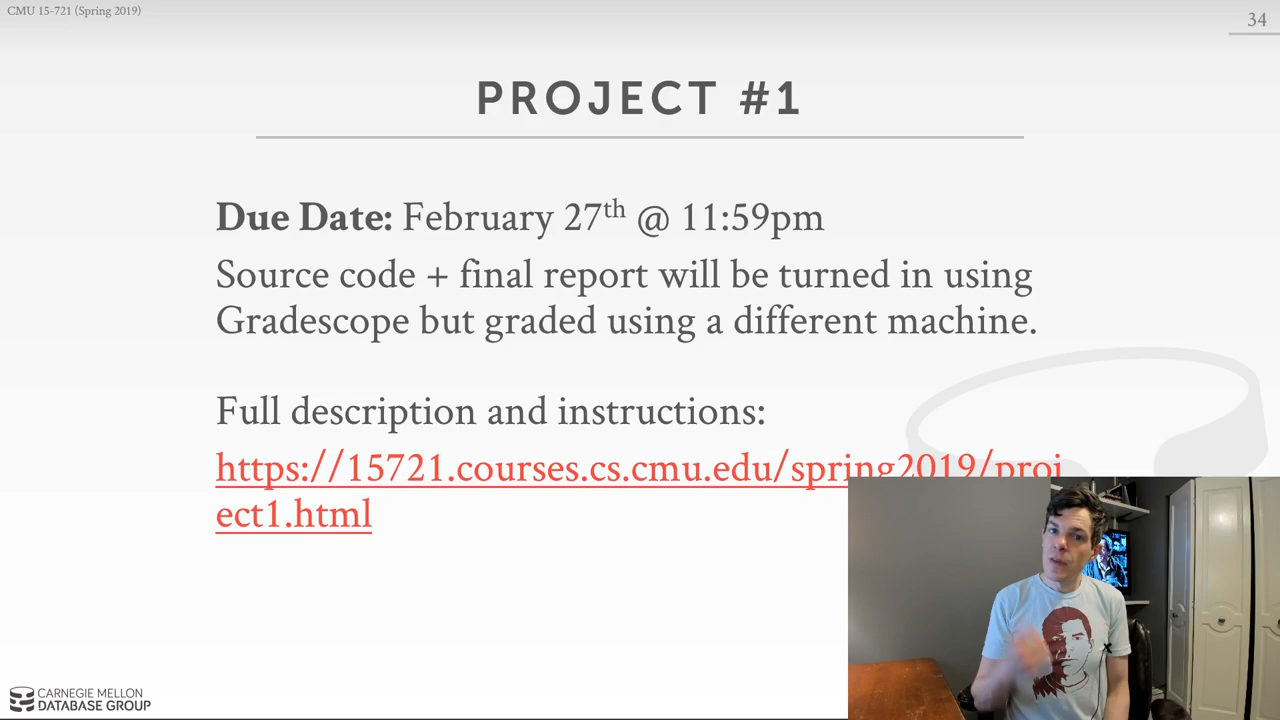 CMU 15-721 (Spring 2019)
34
PROJECT #1
Due Date: February 27th @ 11:59pm
Source code + final report will be turned in using
Gradescope but graded using a different machine.
Full description and instructions:
https://15721.courses.cs.cmu.edu/spring2019/proj
ect1.html
CARNEGIE MELLON
DATABASE GROUP